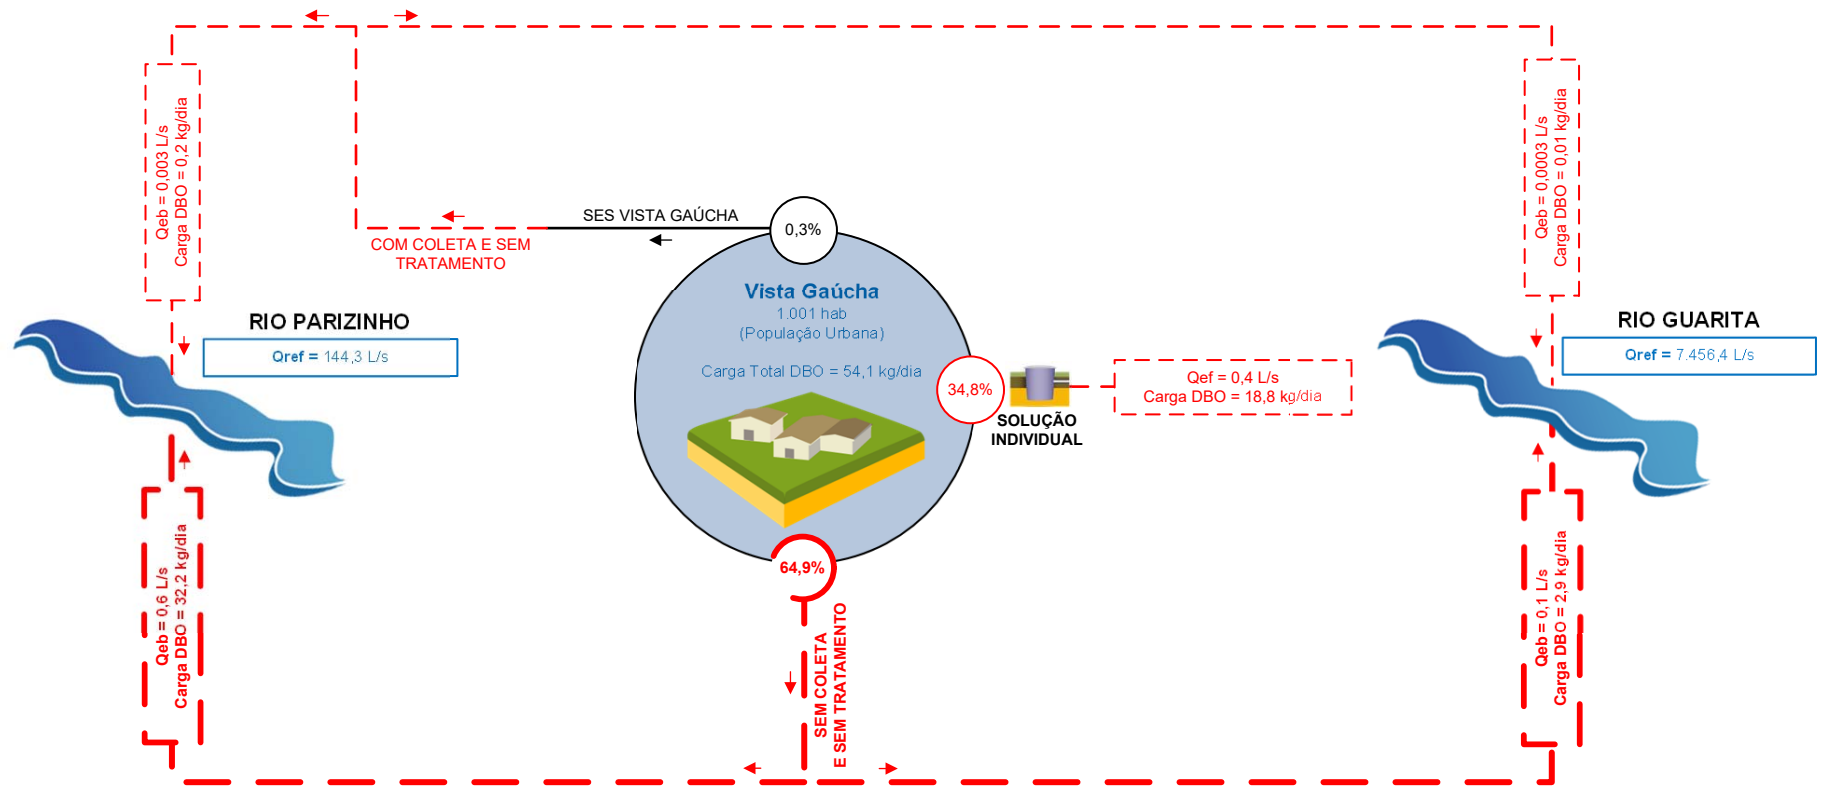 Qeb = 0,003 L/s
Carga DBO = 0,2 kg/dia
Qeb = 0,0003 L/s
Carga DBO = 0,01 kg/dia
SES VISTA GAÚCHA
0,3%
COM COLETA E SEM
TRATAMENTO
Vista Gaúcha
1.001 hab
(População Urbana)
Carga Total DBO = 54,1 kg/dia
RIO PARIZINHO
Qref = 144,3 L/s
RIO GUARITA
Qref = 7.456,4 L/s
34,8%
SOLUÇÃO
INDIVIDUAL
Qef = 0,4 L/s
Carga DBO = 18,8 kg/dia
64,9%
SEM COLETA
E SEM TRATAMENTO
Qeb = 0,6 L/s
Carga DBO = 32,2 kg/dia
Qeb = 0,1 L/s
Carga DBO = 2,9 kg/dia